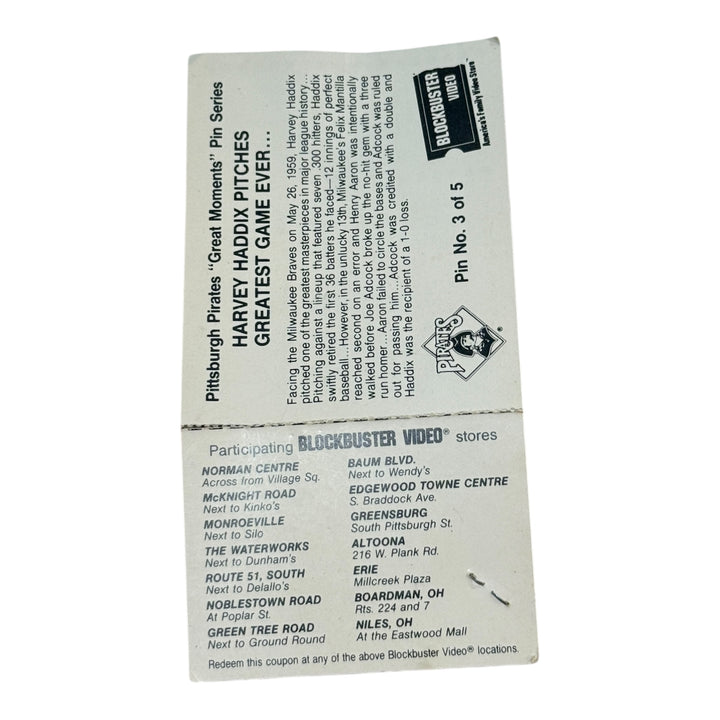 Pittsburgh Pirates "Great Moments" Pin Series
HARVEY HADDIX PITCHES
GREATEST GAME EVER...
Facing the Milwaukee Braves on May 26, 1959, Harvey Haddix
pitched one of the greatest masterpieces in major league history...
Pitching against a lineup that featured seven .300 hitters, Haddix
swiftly retired the first 36 batters he faced—12 innings of perfect
baseball...However, in the unlucky 13th, Milwaukee's Felix Mantilla
reached second on an error and Henry Aaron was intentionally
walked before Joe Adcock broke up the no-hit gem with a three
run homer...Aaron failed to circle the bases and Adcock was ruled
out for passing him...Adcock was credited with a double and
Haddix was the recipient of a 1-0 loss.
PIRATES ®
Pin No. 3 of 5
BLOCKBUSTER
VIDEO
America's Family Video Store™
Participating BLOCKBUSTER VIDEO® stores
NORMAN CENTRE
Across from Village Sq.
McKNIGHT ROAD
Next to Kinko's
MONROEVILLE
Next to Silo
THE WATERWORKS
Next to Dunham's
ROUTE 51, SOUTH
Next to Delallo's
NOBLESTOWN ROAD
At Poplar St.
GREEN TREE ROAD
Next to Ground Round
BAUM BLVD.
Next to Wendy's
EDGEWOOD TOWNE CENTRE
S. Braddock Ave.
GREENSBURG
South Pittsburgh St.
ALTOONA
216 W. Plank Rd.
ERIE
Millcreek Plaza
BOARDMAN, OH
Rts. 224 and 7
NILES, OH
At the Eastwood Mall
Redeem this coupon at any of the above Blockbuster Video® locations.